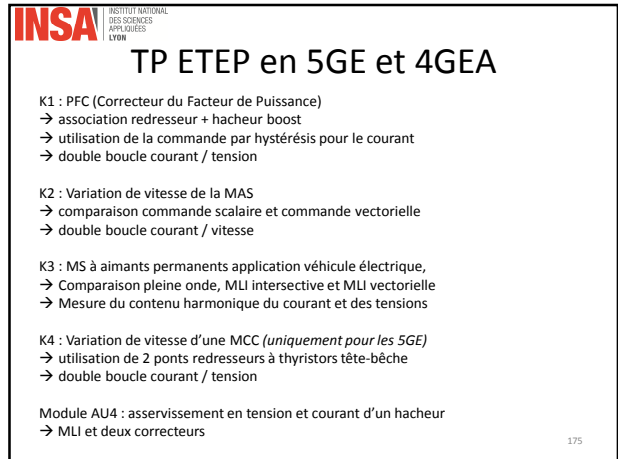 INSA
INSTITUT NATIONAL
DES SCIENCES
APPLIQUÉES
LYON
TP ETEP en 5GE et 4GEA
K1 : PFC (Correcteur du Facteur de Puissance)
→ association redresseur + hacheur boost
→ utilisation de la commande par hystérésis pour le courant
→ double boucle courant / tension
K2 : Variation de vitesse de la MAS
→ comparaison commande scalaire et commande vectorielle
→ double boucle courant / vitesse
K3 : MS à aimants permanents application véhicule électrique,
→ Comparaison pleine onde, MLI intersective et MLI vectorielle
→ Mesure du contenu harmonique du courant et des tensions
K4 : Variation de vitesse d’une MCC (uniquement pour les 5GE)
→ utilisation de 2 ponts redresseurs à thyristors tête-bêche
→ double boucle courant / tension
Module AU4 : asservissement en tension et courant d’un hacheur
→ MLI et deux correcteurs
175